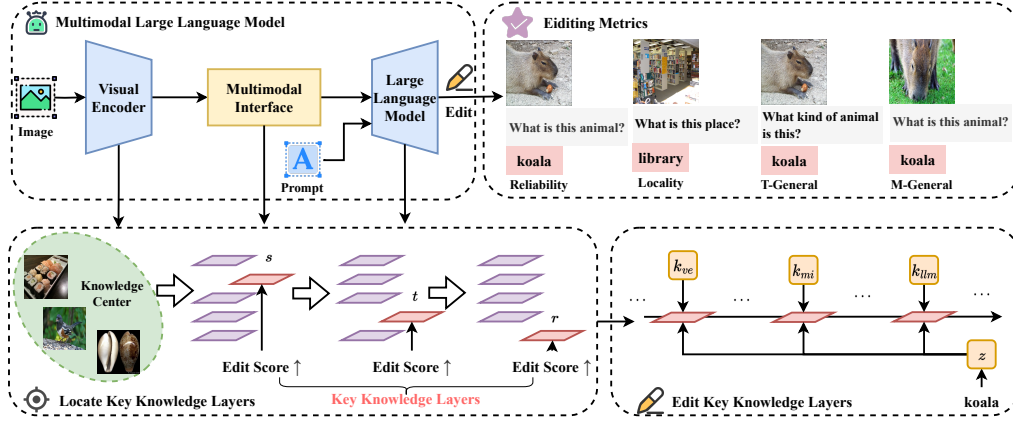 Multimodal Large Language Model
Image
Visual
Encoder
Multimodal
Interface
A
Prompt
Large
Language
Model
Edit
Eiditing Metrics
What is this animal?
koala
Reliability
What is this place?
library
Locality
What kind of animal
is this?
koala
T-General
What is this animal?
koala
M-General
Knowledge
Center
s
Edit Score ↑
t
Edit Score ↑
r
Edit Score ↑
Key Knowledge Layers
Locate Key Knowledge Layers
...
k_ve
...
k_mi
...
k_llm
...
z
koala
Edit Key Knowledge Layers